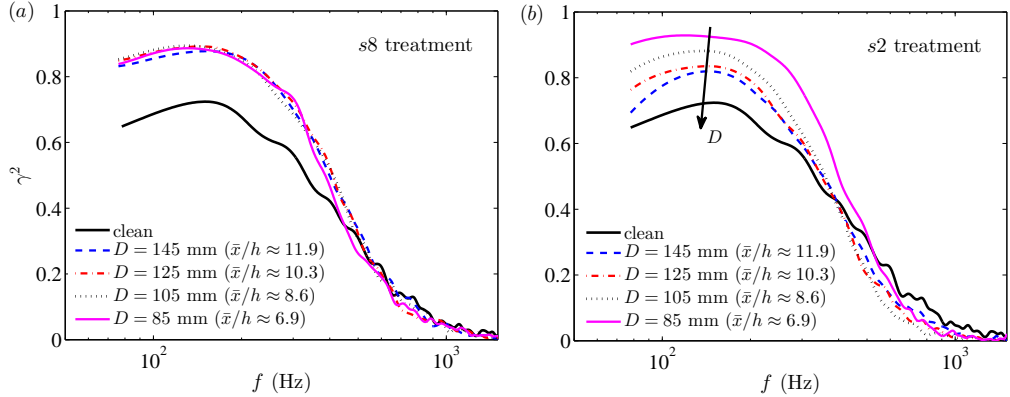 (a)
s8 treatment
γ²
1
0.8
0.6
0.4
0.2
0
clean
D = 145 mm (x̄/h ≈ 11.9)
D = 125 mm (x̄/h ≈ 10.3)
D = 105 mm (x̄/h ≈ 8.6)
D = 85 mm (x̄/h ≈ 6.9)
10² 10³
f (Hz)
(b)
s2 treatment
D
1
0.8
0.6
0.4
0.2
0
clean
D = 145 mm (x̄/h ≈ 11.9)
D = 125 mm (x̄/h ≈ 10.3)
D = 105 mm (x̄/h ≈ 8.6)
D = 85 mm (x̄/h ≈ 6.9)
10² 10³
f (Hz)